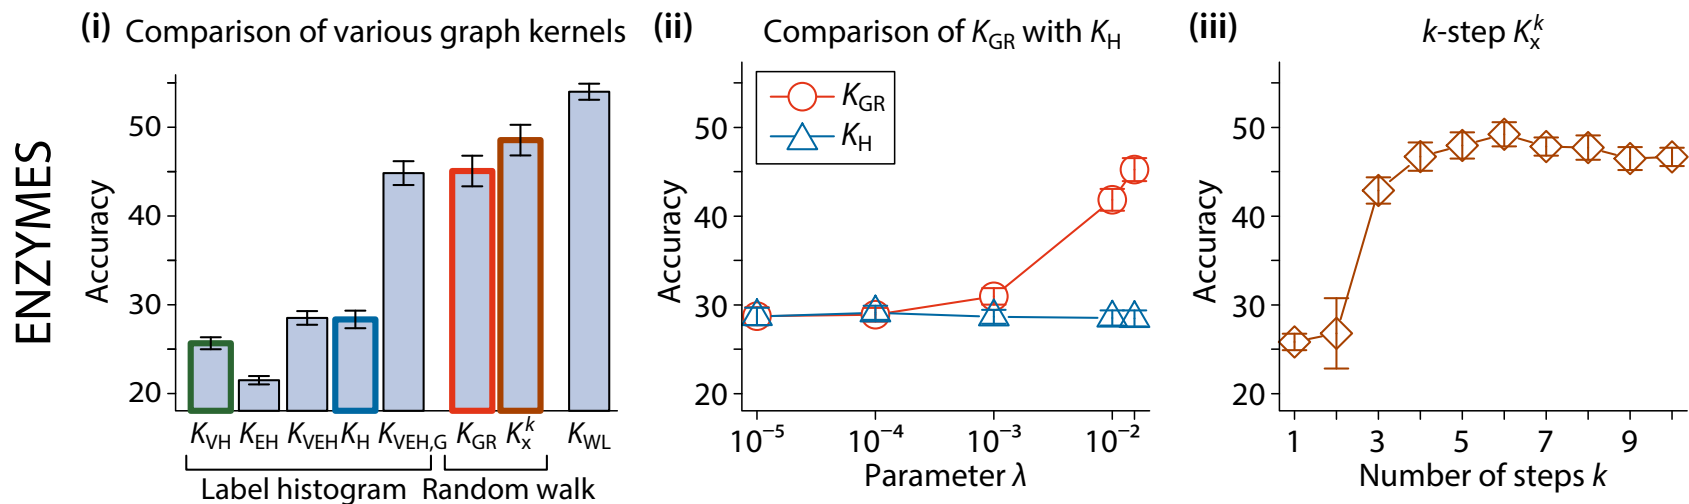 ENZYMES
(i) Comparison of various graph kernels
Accuracy
50
40
30
20
K_VH K_EH K_VEH K_H K_VEH,G K_GR K_x^k K_WL
Label histogram Random walk
(ii) Comparison of K_GR with K_H
K_GR
K_H
Accuracy
50
40
30
20
10^−5 10^−4 10^−3 10^−2
Parameter λ
(iii) k-step K_x^k
Accuracy
50
40
30
20
1 3 5 7 9
Number of steps k